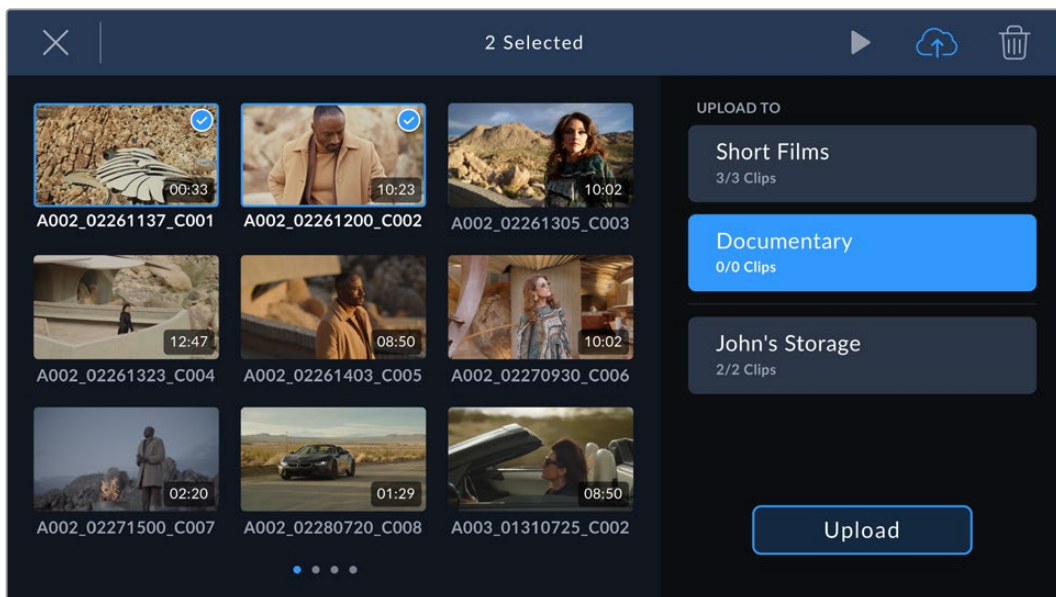 2 Selected
00:33
10:23
10:02
A002_02261137_C001
A002_02261200_C002
A002_02261305_C003
12:47
08:50
10:02
A002_02261323_C004
A002_02261403_C005
A002_02270930_C006
02:20
01:29
08:50
A002_02271500_C007
A002_02280720_C008
A003_01310725_C002
UPLOAD TO
Short Films
3/3 Clips
Documentary
0/0 Clips
John's Storage
2/2 Clips
Upload